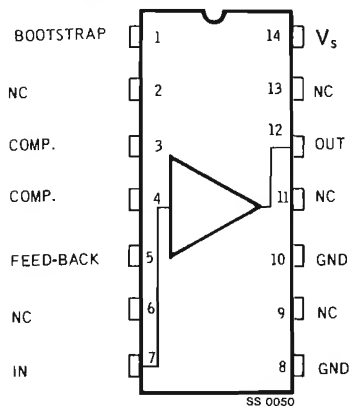 BOOTSTRAP 1 14 Vs
NC 2 13 NC
COMP. 3 12 OUT
COMP. 4 11 NC
FEED-BACK 5 10 GND
NC 6 9 NC
IN 7 8 GND
SS 0050